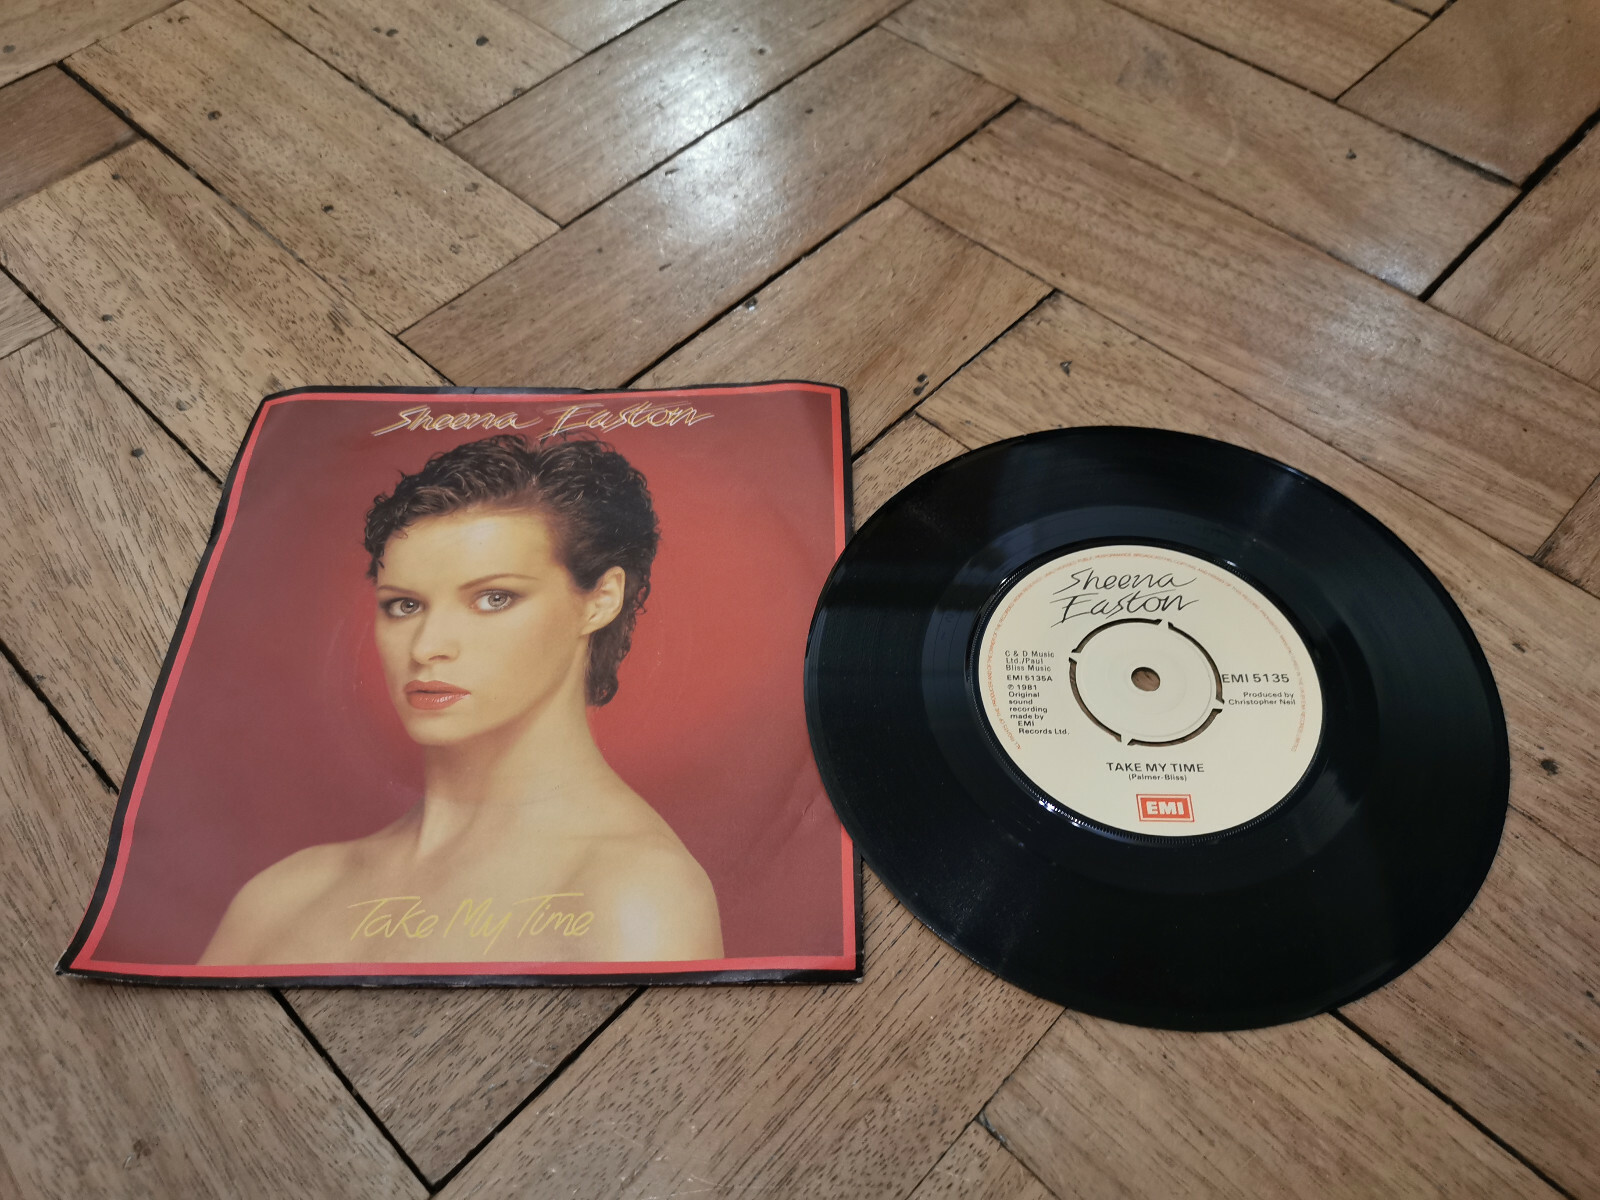 Sheena Easton
Take My Time
Sheena
Easton
C & D Music
Ltd./Paul
Bliss Music
EMI 5135A
℗ 1981
Original
sound
recording
made by
EMI
Records Ltd.
EMI 5135
Produced by
Christopher Neil
TAKE MY TIME
(Palmer-Bliss)
EMI